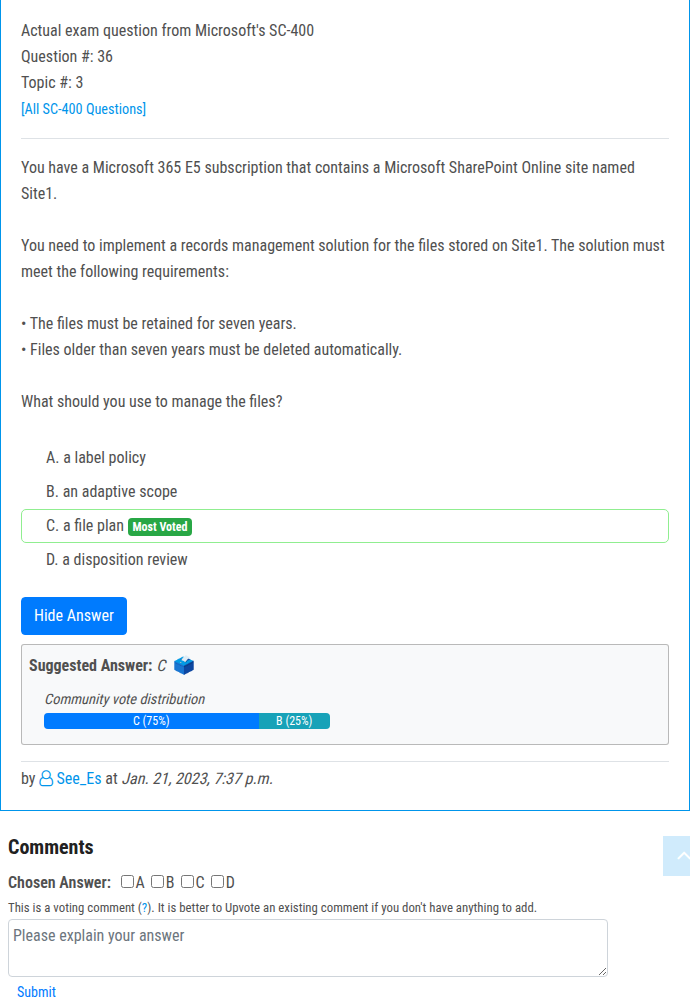 Actual exam question from Microsoft's SC-400
Question #: 36
Topic #: 3
[All SC-400 Questions]
You have a Microsoft 365 E5 subscription that contains a Microsoft SharePoint Online site named
Site1.
You need to implement a records management solution for the files stored on Site1. The solution must
meet the following requirements:
• The files must be retained for seven years.
• Files older than seven years must be deleted automatically.
What should you use to manage the files?
A. a label policy
B. an adaptive scope
C. a file plan Most Voted
D. a disposition review
Hide Answer
Suggested Answer: C
Community vote distribution
C (75%) B (25%)
by See_Es at Jan. 21, 2023, 7:37 p.m.
Comments
Chosen Answer: A B C D
This is a voting comment (?). It is better to Upvote an existing comment if you don't have anything to add.
Please explain your answer
Submit